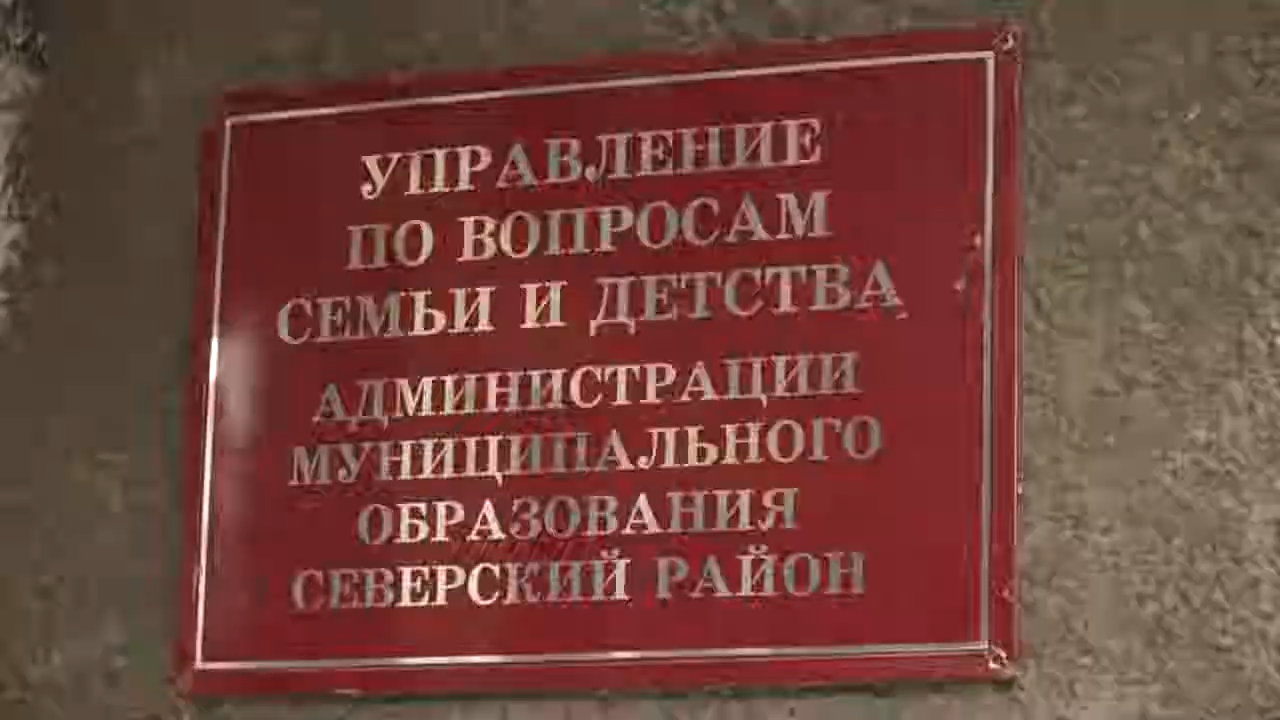 УПРАВЛЕНИЕ
ПО ВОПРОСАМ
СЕМЬИ И ДЕТСТВА
АДМИНИСТРАЦИИ
МУНИЦИПАЛЬНОГО
ОБРАЗОВАНИЯ
СЕВЕРСКИЙ РАЙОН